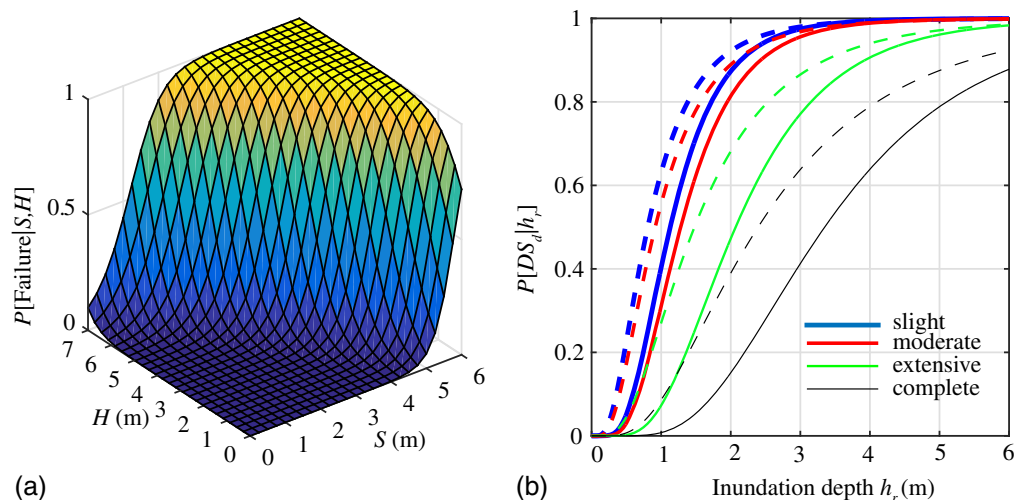 1
0.5
0
P[Failure|S,H]
7
6
5
4
3
2
1
0
H (m)
0
1
2
3
4
5
6
S (m)
(a)
1
0.8
0.6
0.4
0.2
0
P[DS_d|h_r]
slight
moderate
extensive
complete
0 1 2 3 4 5 6
Inundation depth h_r (m)
(b)